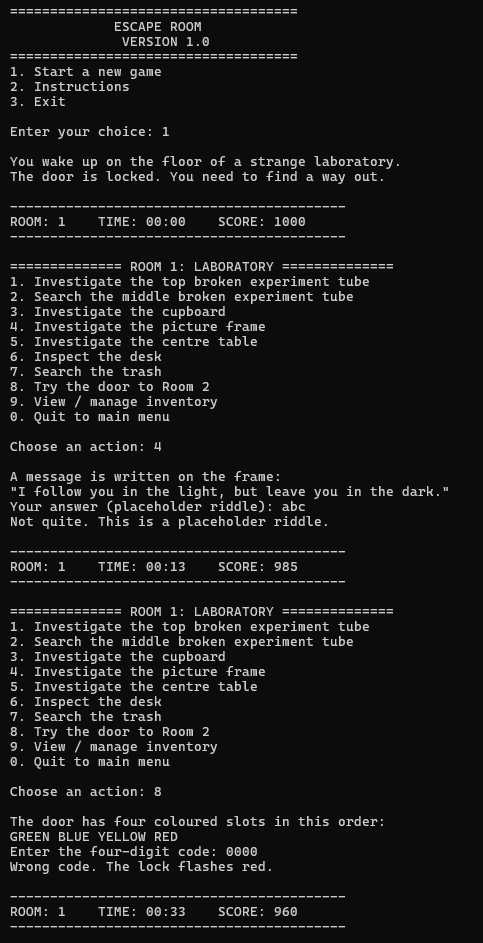 ====================================
ESCAPE ROOM
VERSION 1.0
====================================
1. Start a new game
2. Instructions
3. Exit
Enter your choice: 1
You wake up on the floor of a strange laboratory.
The door is locked. You need to find a way out.
------------------------------------------
ROOM: 1    TIME: 00:00    SCORE: 1000
------------------------------------------
============== ROOM 1: LABORATORY ==============
1. Investigate the top broken experiment tube
2. Search the middle broken experiment tube
3. Investigate the cupboard
4. Investigate the picture frame
5. Investigate the centre table
6. Inspect the desk
7. Search the trash
8. Try the door to Room 2
9. View / manage inventory
0. Quit to main menu
Choose an action: 4
A message is written on the frame:
"I follow you in the light, but leave you in the dark."
Your answer (placeholder riddle): abc
Not quite. This is a placeholder riddle.
------------------------------------------
ROOM: 1    TIME: 00:13    SCORE: 985
------------------------------------------
============== ROOM 1: LABORATORY ==============
1. Investigate the top broken experiment tube
2. Search the middle broken experiment tube
3. Investigate the cupboard
4. Investigate the picture frame
5. Investigate the centre table
6. Inspect the desk
7. Search the trash
8. Try the door to Room 2
9. View / manage inventory
0. Quit to main menu
Choose an action: 8
The door has four coloured slots in this order:
GREEN BLUE YELLOW RED
Enter the four-digit code: 0000
Wrong code. The lock flashes red.
------------------------------------------
ROOM: 1    TIME: 00:33    SCORE: 960
------------------------------------------